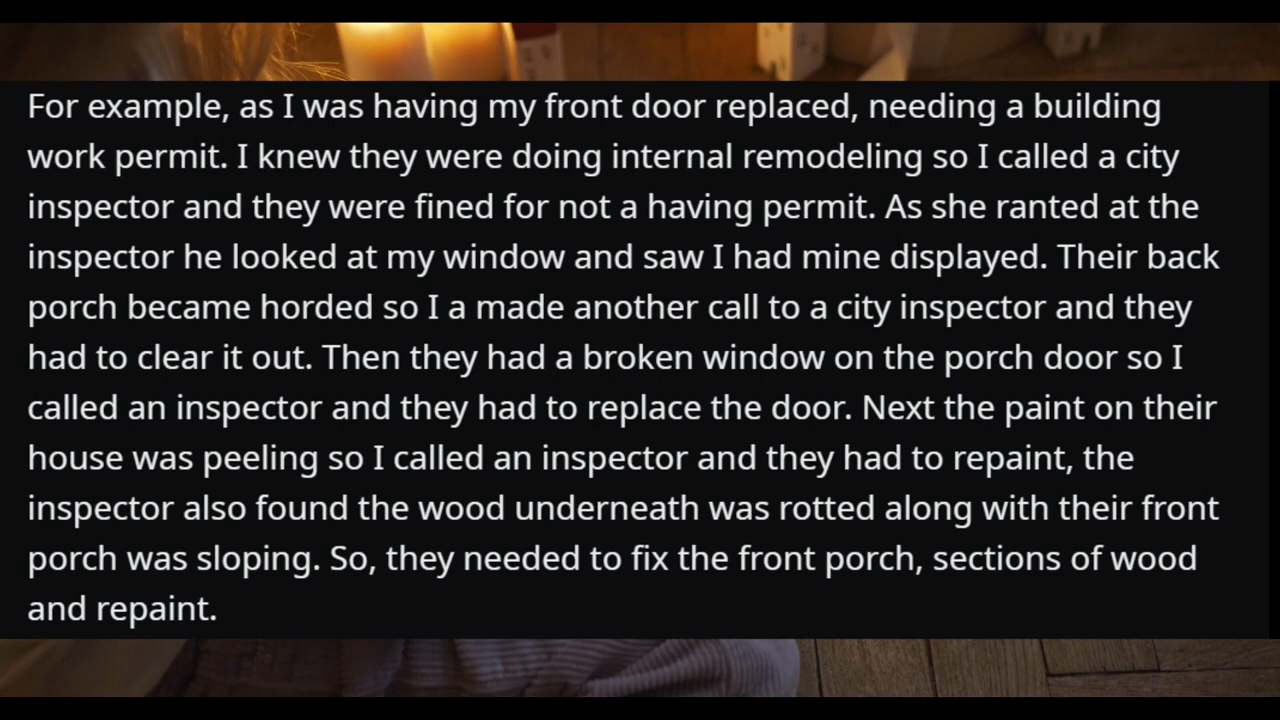 For example, as I was having my front door replaced, needing a building
work permit. I knew they were doing internal remodeling so I called a city
inspector and they were fined for not a having permit. As she ranted at the
inspector he looked at my window and saw I had mine displayed. Their back
porch became horded so I a made another call to a city inspector and they
had to clear it out. Then they had a broken window on the porch door so I
called an inspector and they had to replace the door. Next the paint on their
house was peeling so I called an inspector and they had to repaint, the
inspector also found the wood underneath was rotted along with their front
porch was sloping. So, they needed to fix the front porch, sections of wood
and repaint.